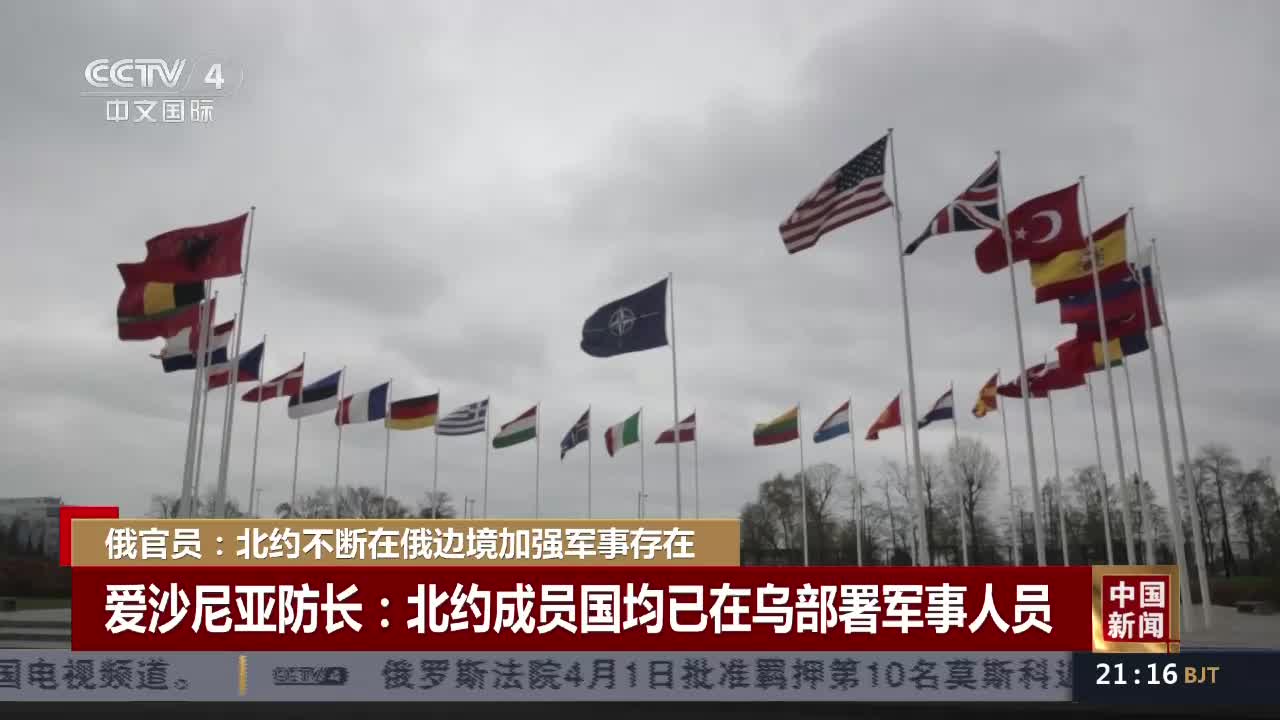 CCTV 4
中文国际
俄官员：北约不断在俄边境加强军事存在
爱沙尼亚防长：北约成员国均已在乌部署军事人员
中国
新闻
国电视频道。 CCTV 4 俄罗斯法院4月1日批准羁押第10名莫斯科近
21:16 BJT